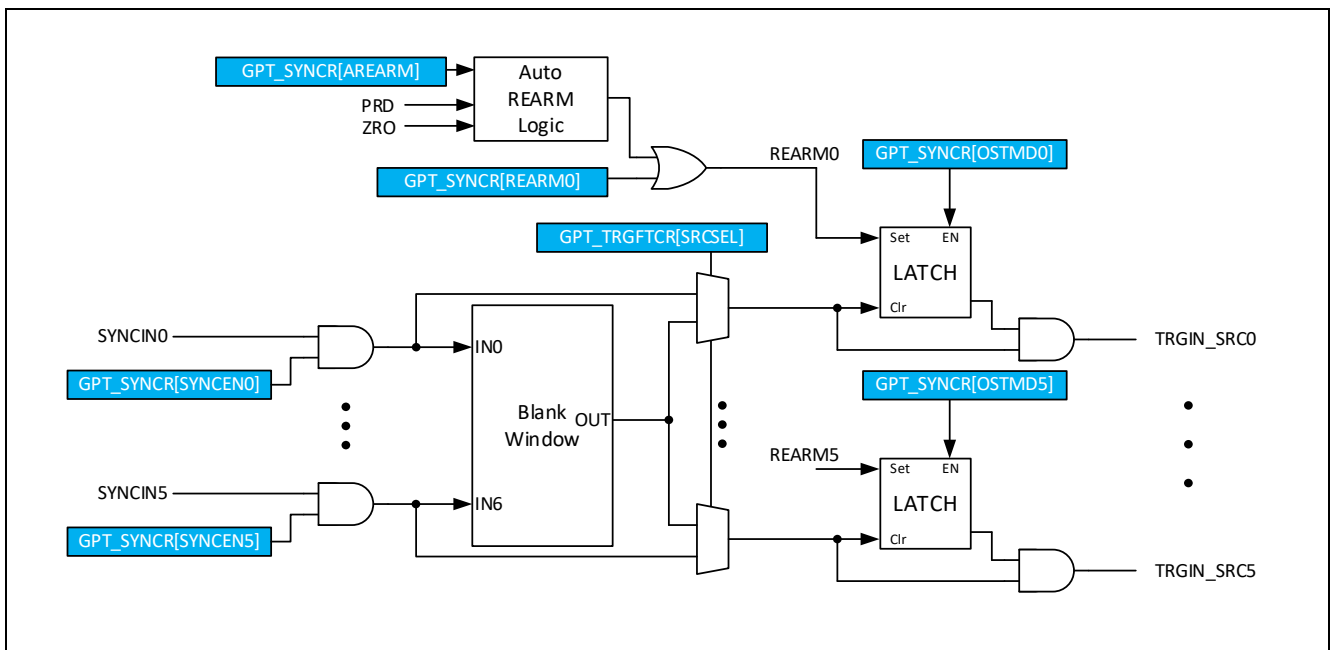 GPT_SYNCR[AREARM]
Auto
REARM
Logic
PRD
ZRO
GPT_SYNCR[REARM0]
REARM0
GPT_SYNCR[OSTMD0]
GPT_TRGFTCR[SRCSEL]
Set EN
LATCH
Clr
SYNCIN0
IN0
TRGIN_SRC0
GPT_SYNCR[SYNCEN0]
GPT_SYNCR[OSTMD5]
Blank
OUT
Window
REARM5
Set EN
LATCH
Clr
SYNCIN5
IN6
GPT_SYNCR[SYNCEN5]
TRGIN_SRC5